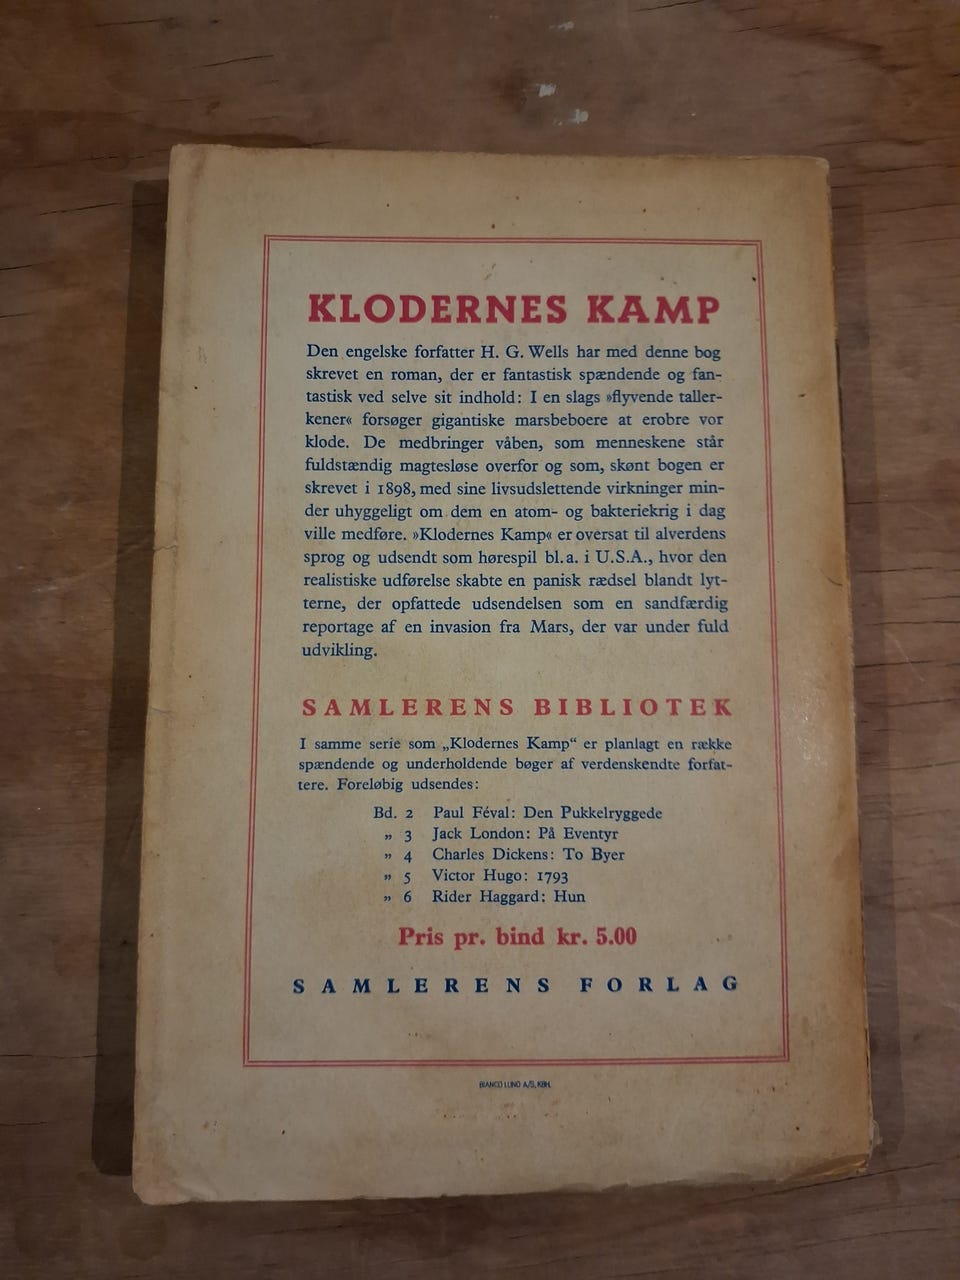 KLODERNES KAMP
Den engelske forfatter H. G. Wells har med denne bog
skrevet en roman, der er fantastisk spændende og fan-
tastisk ved selve sit indhold: I en slags »flyvende taller-
kener« forsøger gigantiske marsbeboere at erobre vor
klode. De medbringer våben, som menneskene står
fuldstændig magtesløse overfor og som, skønt bogen er
skrevet i 1898, med sine livsudslettende virkninger min-
der uhyggeligt om dem en atom- og bakteriekrig i dag
ville medføre. »Klodernes Kamp« er oversat til alverdens
sprog og udsendt som hørespil bl.a. i U.S.A., hvor den
realistiske udførelse skabte en panisk rædsel blandt lyt-
terne, der opfattede udsendelsen som en sandfærdig
reportage af en invasion fra Mars, der var under fuld
udvikling.
SAMLERENS BIBLIOTEK
I samme serie som „Klodernes Kamp“ er planlagt en række
spændende og underholdende bøger af verdenskendte forfat-
tere. Foreløbig udsendes:
Bd. 2 Paul Féval: Den Pukkelryggede
„ 3 Jack London: På Eventyr
„ 4 Charles Dickens: To Byer
„ 5 Victor Hugo: 1793
„ 6 Rider Haggard: Hun
Pris pr. bind kr. 5.00
SAMLERENS FORLAG
BIANCO LUNO A/S, KBH.